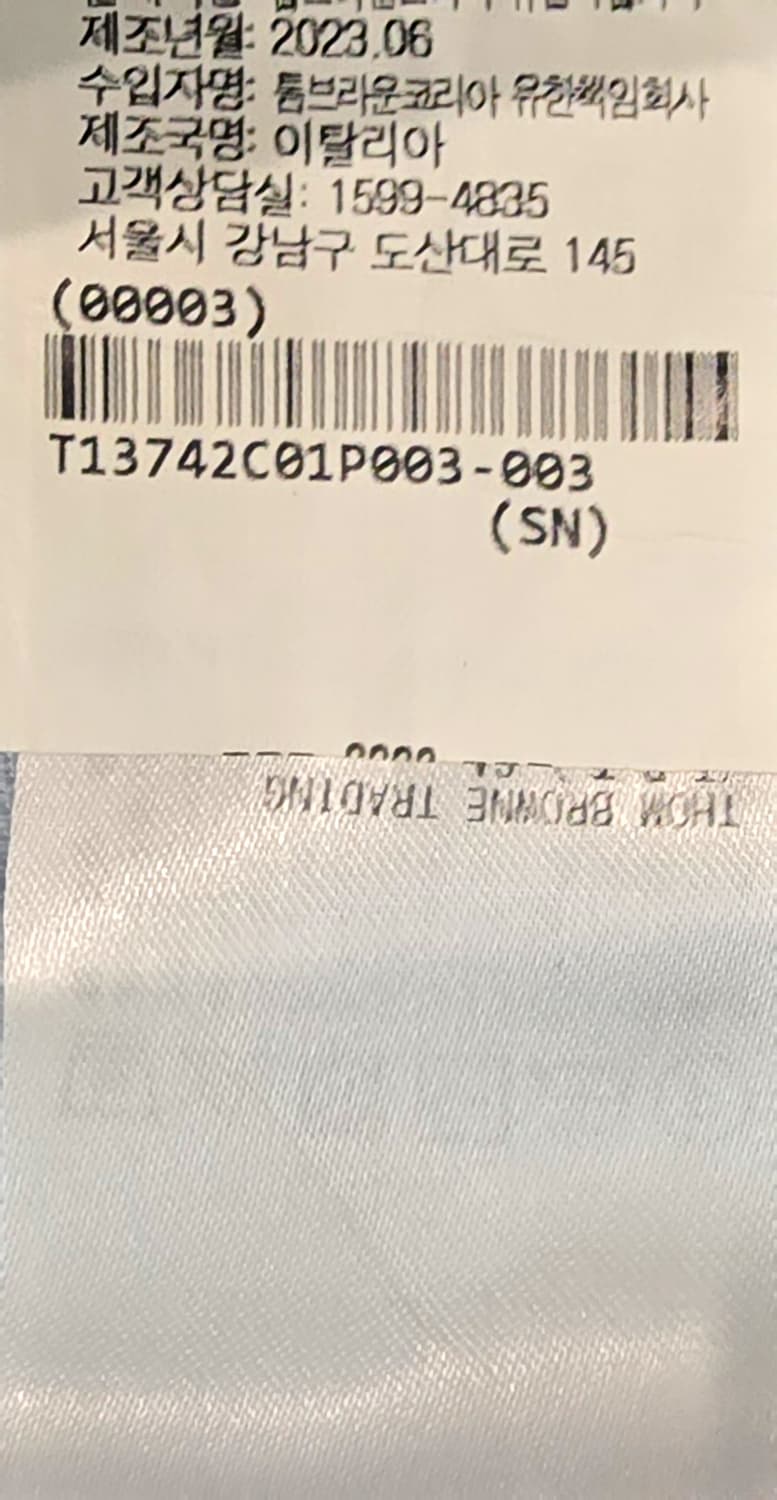 제조년월: 2023.06
수입자명: 톰브라운코리아 유한책임회사
제조국명: 이탈리아
고객상담실: 1599-4835
서울시 강남구 도산대로 145
(00003)
T13742C01P003-003
(SN)
THOM BROWNE TRADING